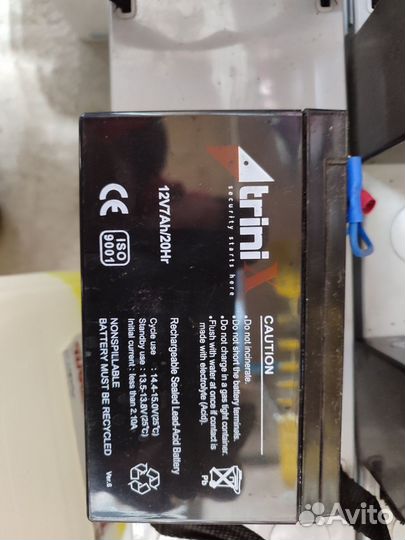 trini X
security starts here
12V7Ah/20Hr
CE
ISO
9001
CAUTION
•Do not incinerate.
•Do not short the battery terminals.
•Do not charge in a gas tight container.
•Flush with water at once if contact is
made with electrolyte (Acid).
Rechargeable Sealed Lead-Acid Battery
Cycle use : 14.4-15.0V(25°C)
Standby use : 13.5-13.8V(25°C)
Initial current : less than 2.10A
NONSPILLABLE
BATTERY MUST BE RECYCLED
Pb
Ver.6
Avito